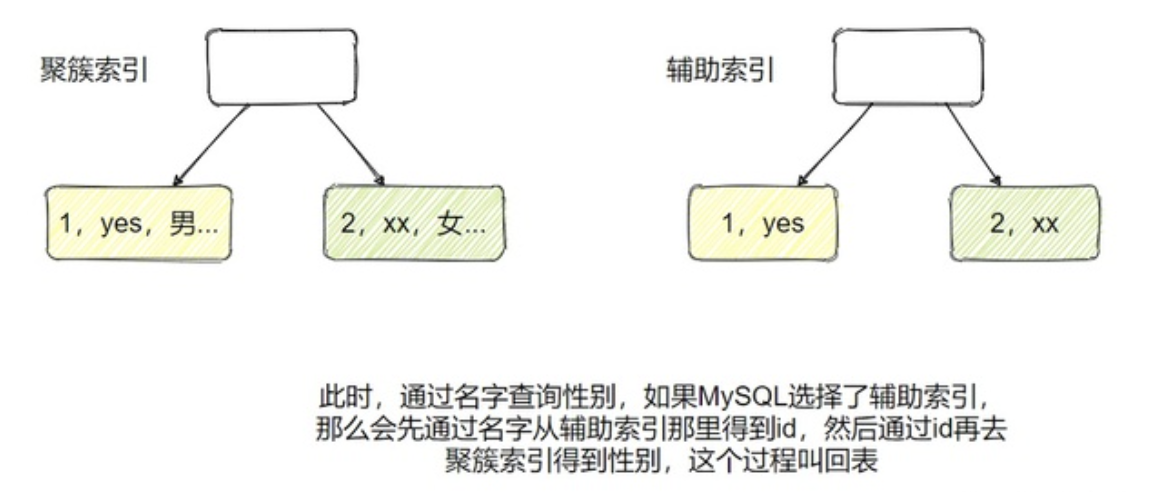 聚簇索引
辅助索引
1，yes，男...
2，xx，女...
1，yes
2，xx
此时，通过名字查询性别，如果MySQL选择了辅助索引，
那么会先通过名字从辅助索引那里得到id，然后通过id再去
聚簇索引得到性别，这个过程叫回表